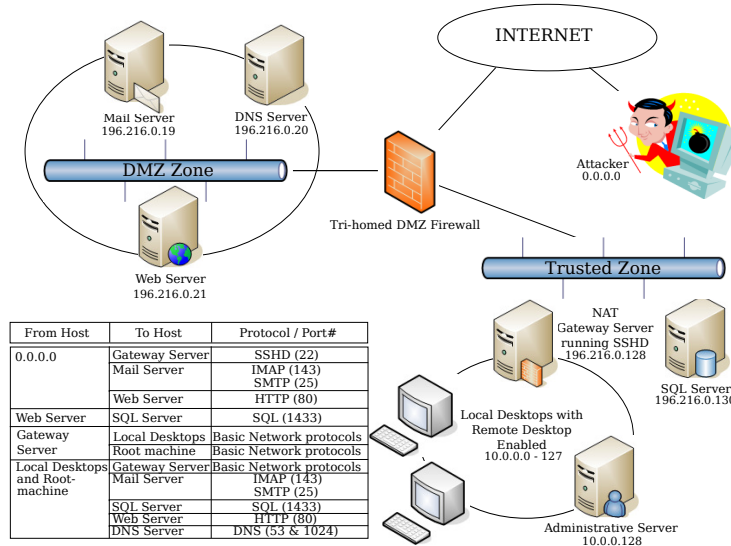 INTERNET
Mail Server
196.216.0.19
DNS Server
196.216.0.20
DMZ Zone
Web Server
196.216.0.21
Tri-homed DMZ Firewall
Attacker
0.0.0.0
Trusted Zone
NAT
Gateway Server
running SSHD
196.216.0.128
SQL Server
196.216.0.130
Local Desktops with
Remote Desktop
Enabled
10.0.0.0 - 127
Administrative Server
10.0.0.128
From Host To Host Protocol / Port#
0.0.0.0 Gateway Server SSHD (22)
Mail Server IMAP (143)
SMTP (25)
Web Server HTTP (80)
Web Server SQL Server SQL (1433)
Gateway
Server
Local Desktops Basic Network protocols
Root machine Basic Network protocols
Local Desktops
and Root-
machine
Gateway Server Basic Network protocols
Mail Server IMAP (143)
SMTP (25)
SQL Server SQL (1433)
Web Server HTTP (80)
DNS Server DNS (53 & 1024)